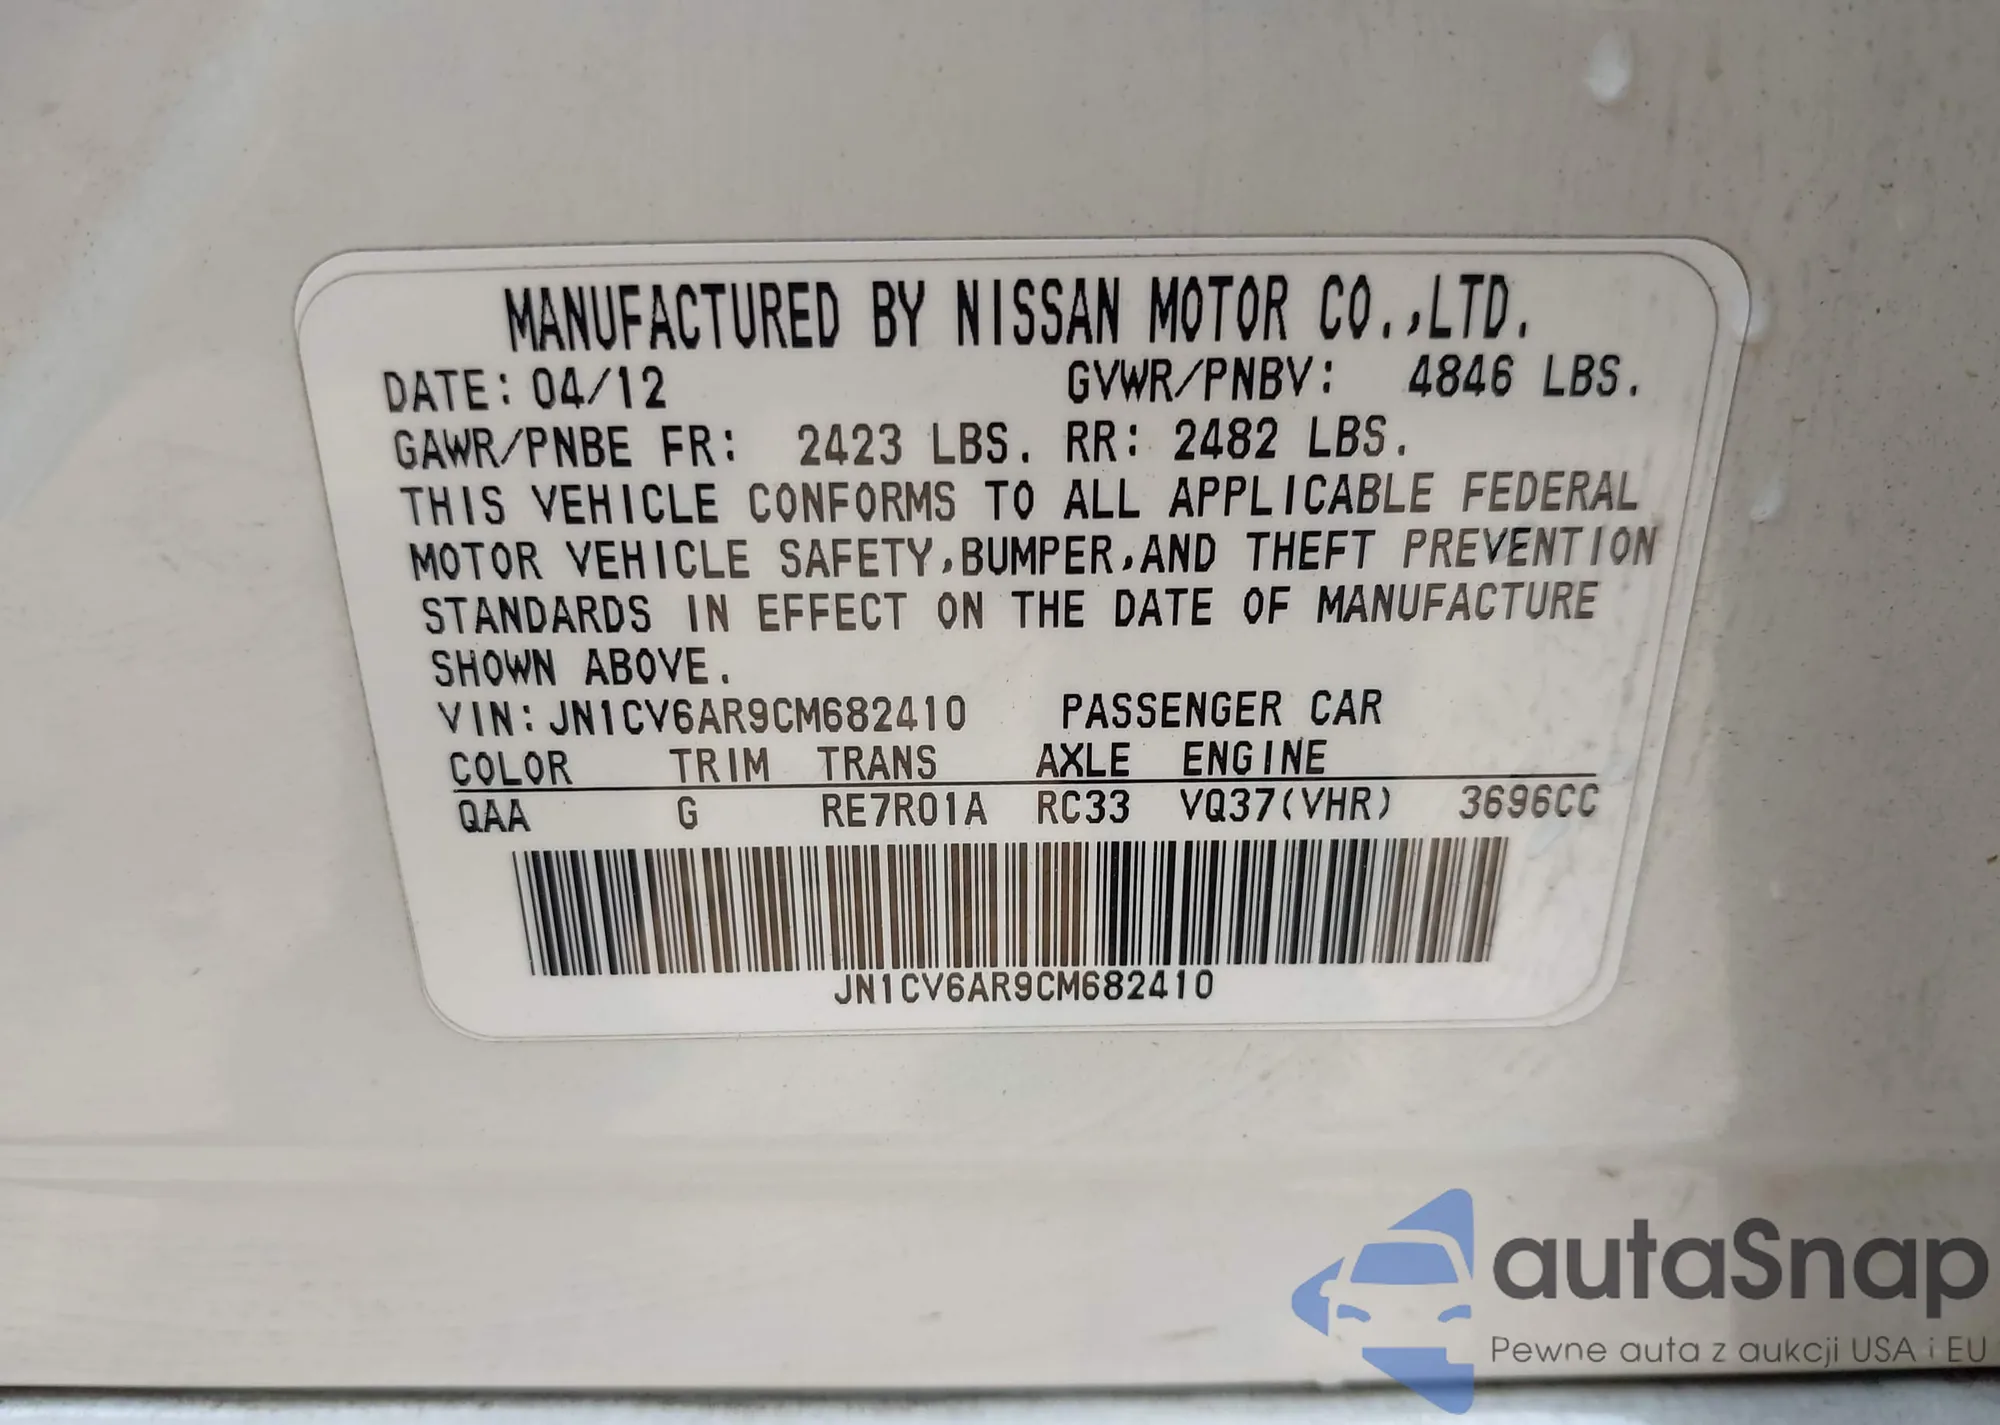 MANUFACTURED BY NISSAN MOTOR CO.,LTD.
DATE: 04/12 GVWR/PNBV: 4846 LBS.
GAWR/PNBE FR: 2423 LBS. RR: 2482 LBS.
THIS VEHICLE CONFORMS TO ALL APPLICABLE FEDERAL
MOTOR VEHICLE SAFETY,BUMPER,AND THEFT PREVENTION
STANDARDS IN EFFECT ON THE DATE OF MANUFACTURE
SHOWN ABOVE.
VIN:JN1CV6AR9CM682410 PASSENGER CAR
COLOR TRIM TRANS AXLE ENGINE
QAA G RE7R01A RC33 VQ37(VHR) 3696CC
JN1CV6AR9CM682410
autaSnap
Pewne auta z aukcji USA i EU